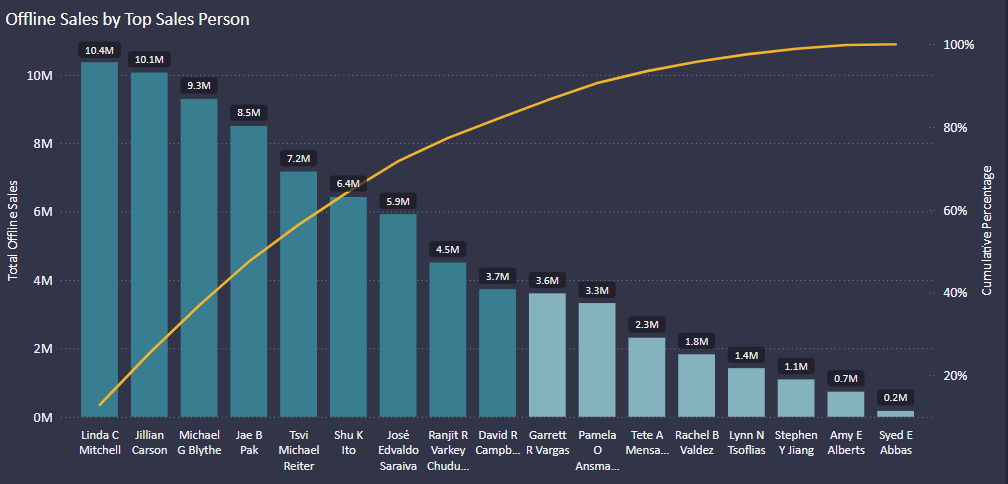 Offline Sales by Top Sales Person
Total Offline Sales
10M
8M
6M
4M
2M
0M
10.4M
10.1M
9.3M
8.5M
7.2M
6.4M
5.9M
4.5M
3.7M
3.6M
3.3M
2.3M
1.8M
1.4M
1.1M
0.7M
0.2M
100%
80%
60%
40%
20%
Cumulative Percentage
Linda C
Mitchell
Jillian
Carson
Michael
G Blythe
Jae B
Pak
Tsvi
Michael
Reiter
Shu K
Ito
José
Edvaldo
Saraiva
Ranjit R
Varkey
Chudu...
David R
Campb...
Garrett
R Vargas
Pamela
O
Ansma...
Tete A
Mensa...
Rachel B
Valdez
Lynn N
Tsoflias
Stephen
Y Jiang
Amy E
Alberts
Syed E
Abbas